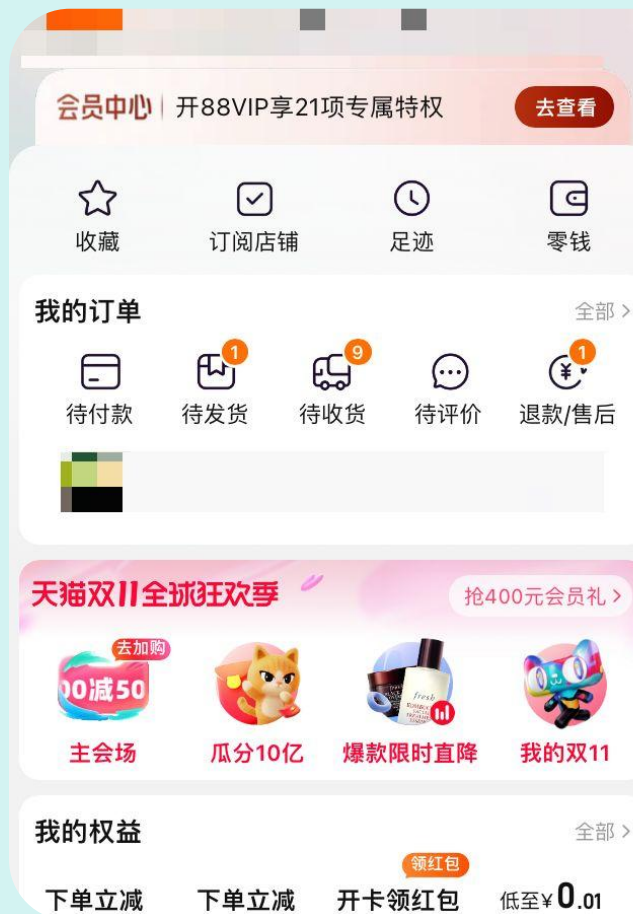 会员中心 开88VIP享21项专属特权 去查看
收藏 订阅店铺 足迹 零钱
我的订单 全部
1 9 1
待付款 待发货 待收货 待评价 退款/售后
天猫双11全球狂欢季 抢400元会员礼
去加购
00减50
fresh
主会场 瓜分10亿 爆款限时直降 我的双11
我的权益 全部
领红包
下单立减 下单立减 开卡领红包 低至¥0.01